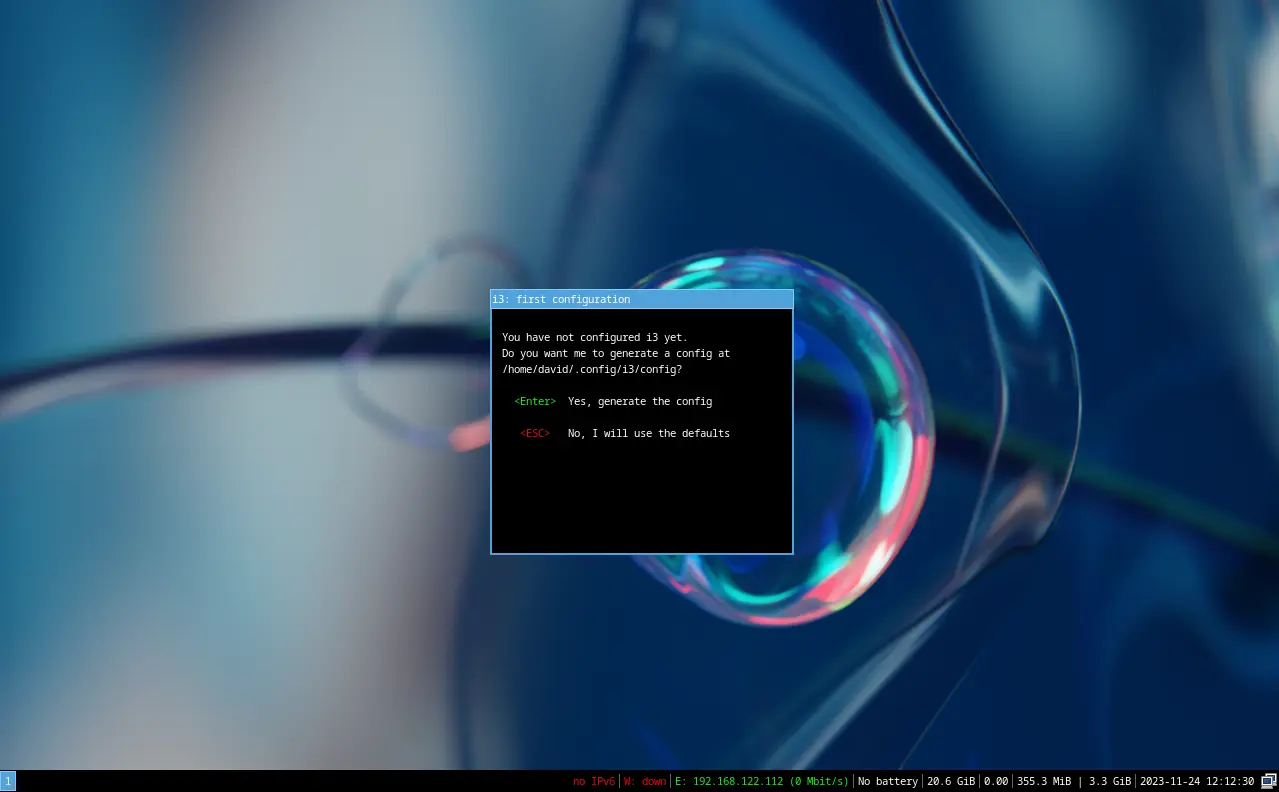 i3: first configuration
You have not configured i3 yet.
Do you want me to generate a config at
/home/david/.config/i3/config?
<Enter> Yes, generate the config
<ESC> No, I will use the defaults
1
no IPv6|W: down|E: 192.168.122.112 (0 Mbit/s)|No battery|20.6 GiB|0.00|355.3 MiB | 3.3 GiB|2023-11-24 12:12:30